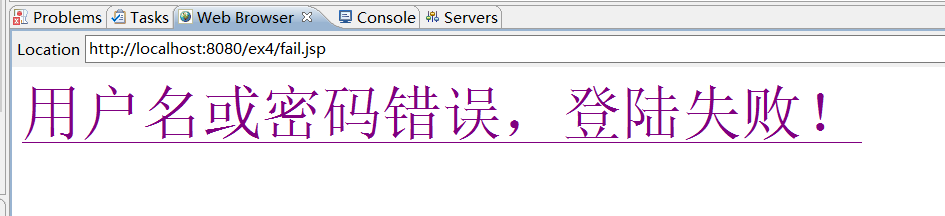 Problems Tasks Web Browser Console Servers
Location http://localhost:8080/ex4/fail.jsp
用户名或密码错误，登陆失败！